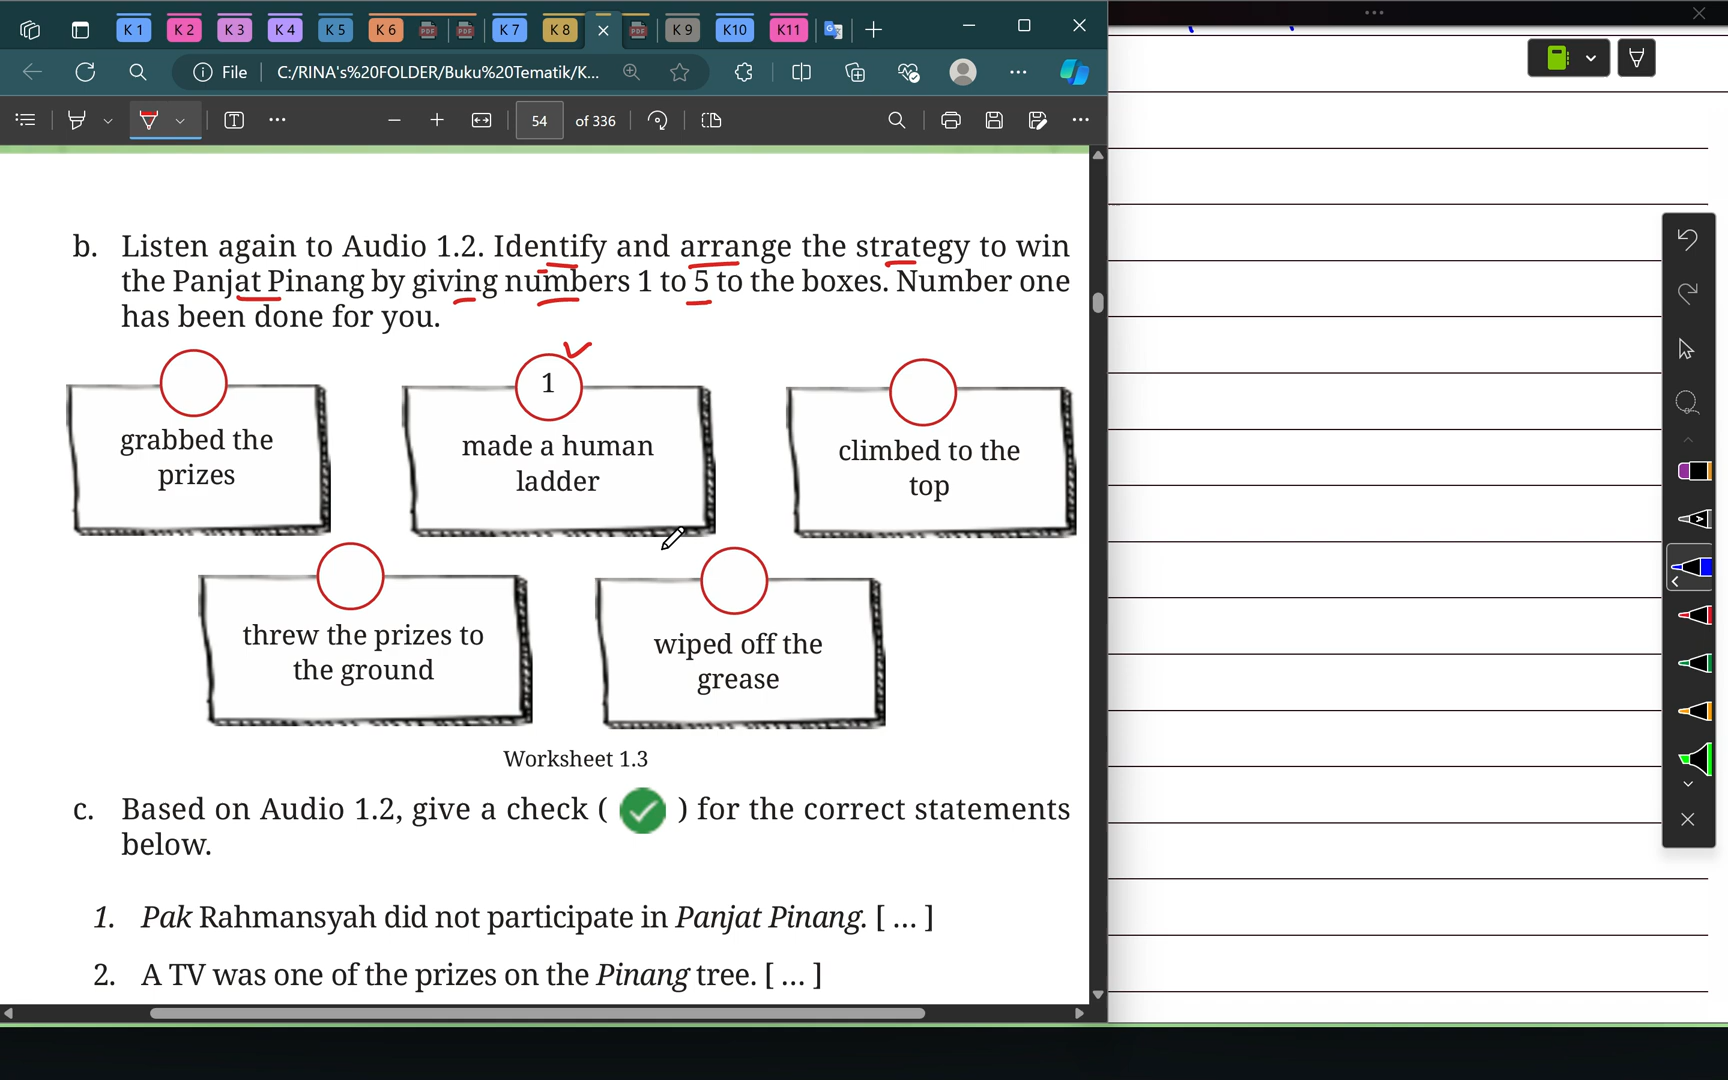 K 1
K 2
K 3
K 4
K 5
K 6
K 7
K 8
K 9
K10
K11
File
C:/RINA's%20FOLDER/Buku%20Tematik/K...
54
of 336
b. Listen again to Audio 1.2. Identify and arrange the strategy to win
the Panjat Pinang by giving numbers 1 to 5 to the boxes. Number one
has been done for you.
grabbed the
prizes
1
made a human
ladder
climbed to the
top
threw the prizes to
the ground
wiped off the
grease
Worksheet 1.3
c. Based on Audio 1.2, give a check ( ) for the correct statements
below.
1. Pak Rahmansyah did not participate in Panjat Pinang. [ ... ]
2. A TV was one of the prizes on the Pinang tree. [ ... ]